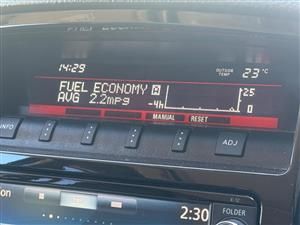 14:29
OUTSIDE TEMP 23°C
FUEL ECONOMY A
AVG 2.2mpg
25
-4h
0
MANUAL RESET
INFO
ADJ
2:30
FOLDER